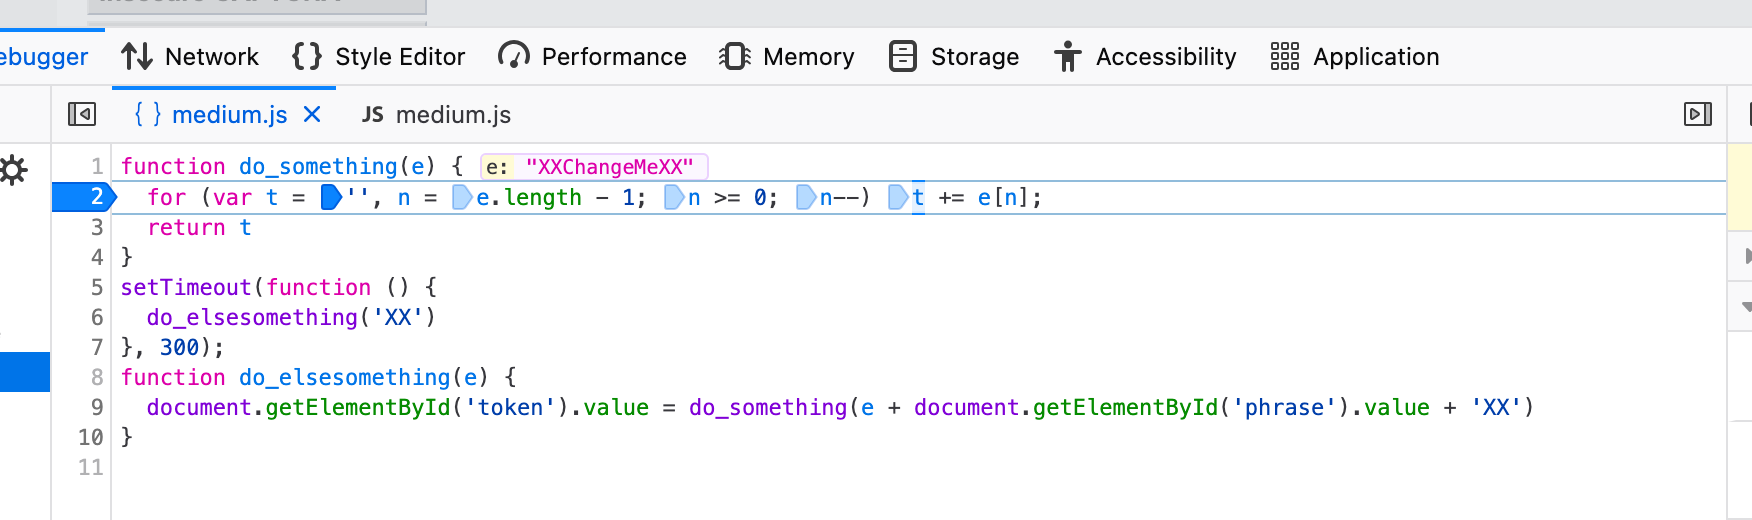 ebugger Network {} Style Editor Performance Memory Storage Accessibility Application
{ } medium.js JS medium.js
1 function do_something(e) { e: "XXChangeMeXX"
2 for (var t = '', n = e.length - 1; n >= 0; n--) t += e[n];
3 return t
4 }
5 setTimeout(function () {
6 do_elsesomething('XX')
7 }, 300);
8 function do_elsesomething(e) {
9 document.getElementById('token').value = do_something(e + document.getElementById('phrase').value + 'XX')
10 }
11